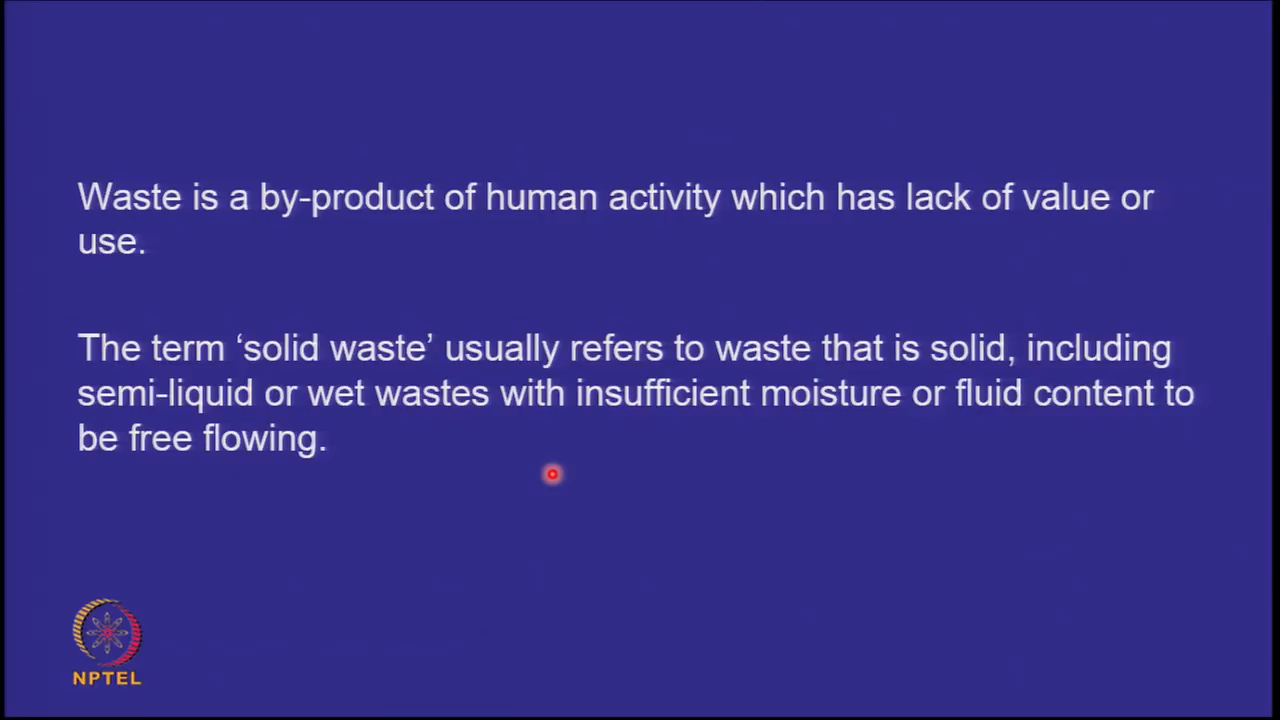 Waste is a by-product of human activity which has lack of value or
use.
The term ‘solid waste’ usually refers to waste that is solid, including
semi-liquid or wet wastes with insufficient moisture or fluid content to
be free flowing.
NPTEL